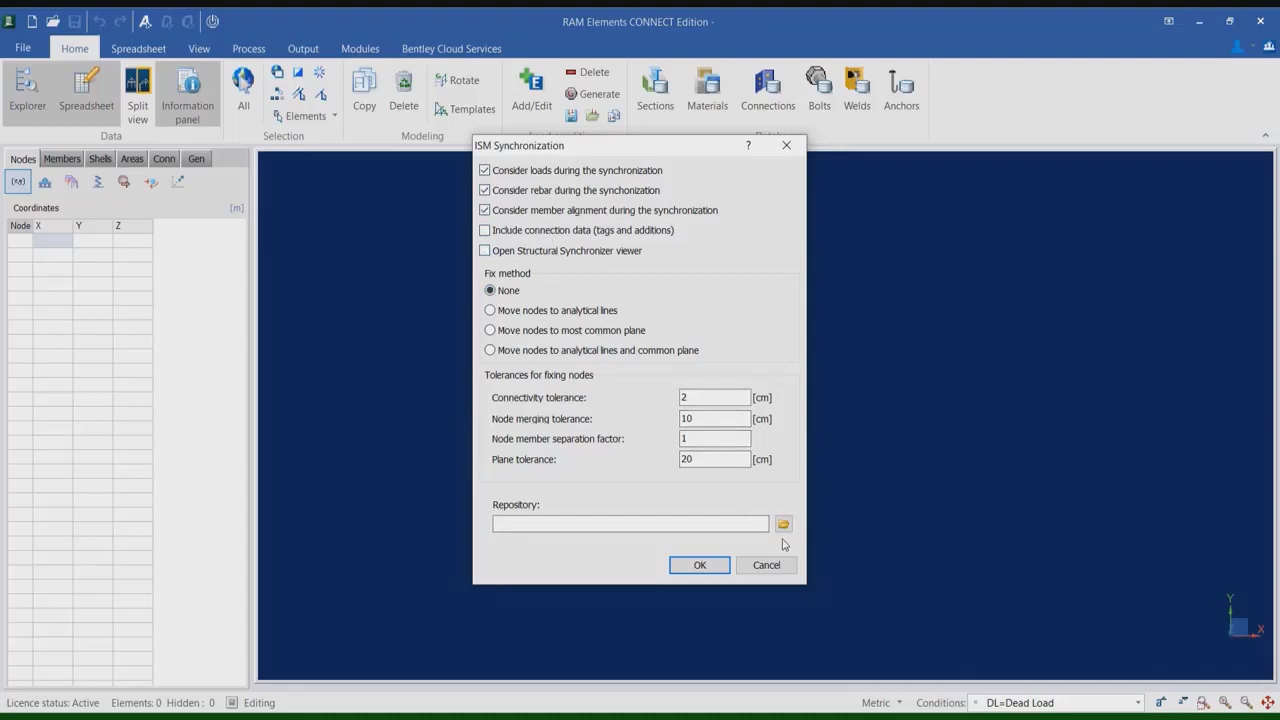 RAM Elements CONNECT Edition -
File
Home
Spreadsheet
View
Process
Output
Modules
Bentley Cloud Services
Explorer
Spreadsheet
Split view
Information panel
Data
All
Elements
Selection
Copy
Delete
Rotate
Templates
Modeling
Add/Edit
Delete
Generate
Sections
Materials
Connections
Bolts
Welds
Anchors
Nodes
Members
Shells
Areas
Conn
Gen
Coordinates
[m]
Node X Y Z
ISM Synchronization
?
Consider loads during the synchronization
Consider rebar during the synchonization
Consider member alignment during the synchronization
Include connection data (tags and additions)
Open Structural Synchronizer viewer
Fix method
None
Move nodes to analytical lines
Move nodes to most common plane
Move nodes to analytical lines and common plane
Tolerances for fixing nodes
Connectivity tolerance: 2 [cm]
Node merging tolerance: 10 [cm]
Node member separation factor: 1
Plane tolerance: 20 [cm]
Repository:
OK
Cancel
Y
X
Licence status: Active Elements: 0 Hidden : 0 Editing
Metric
Conditions: DL=Dead Load